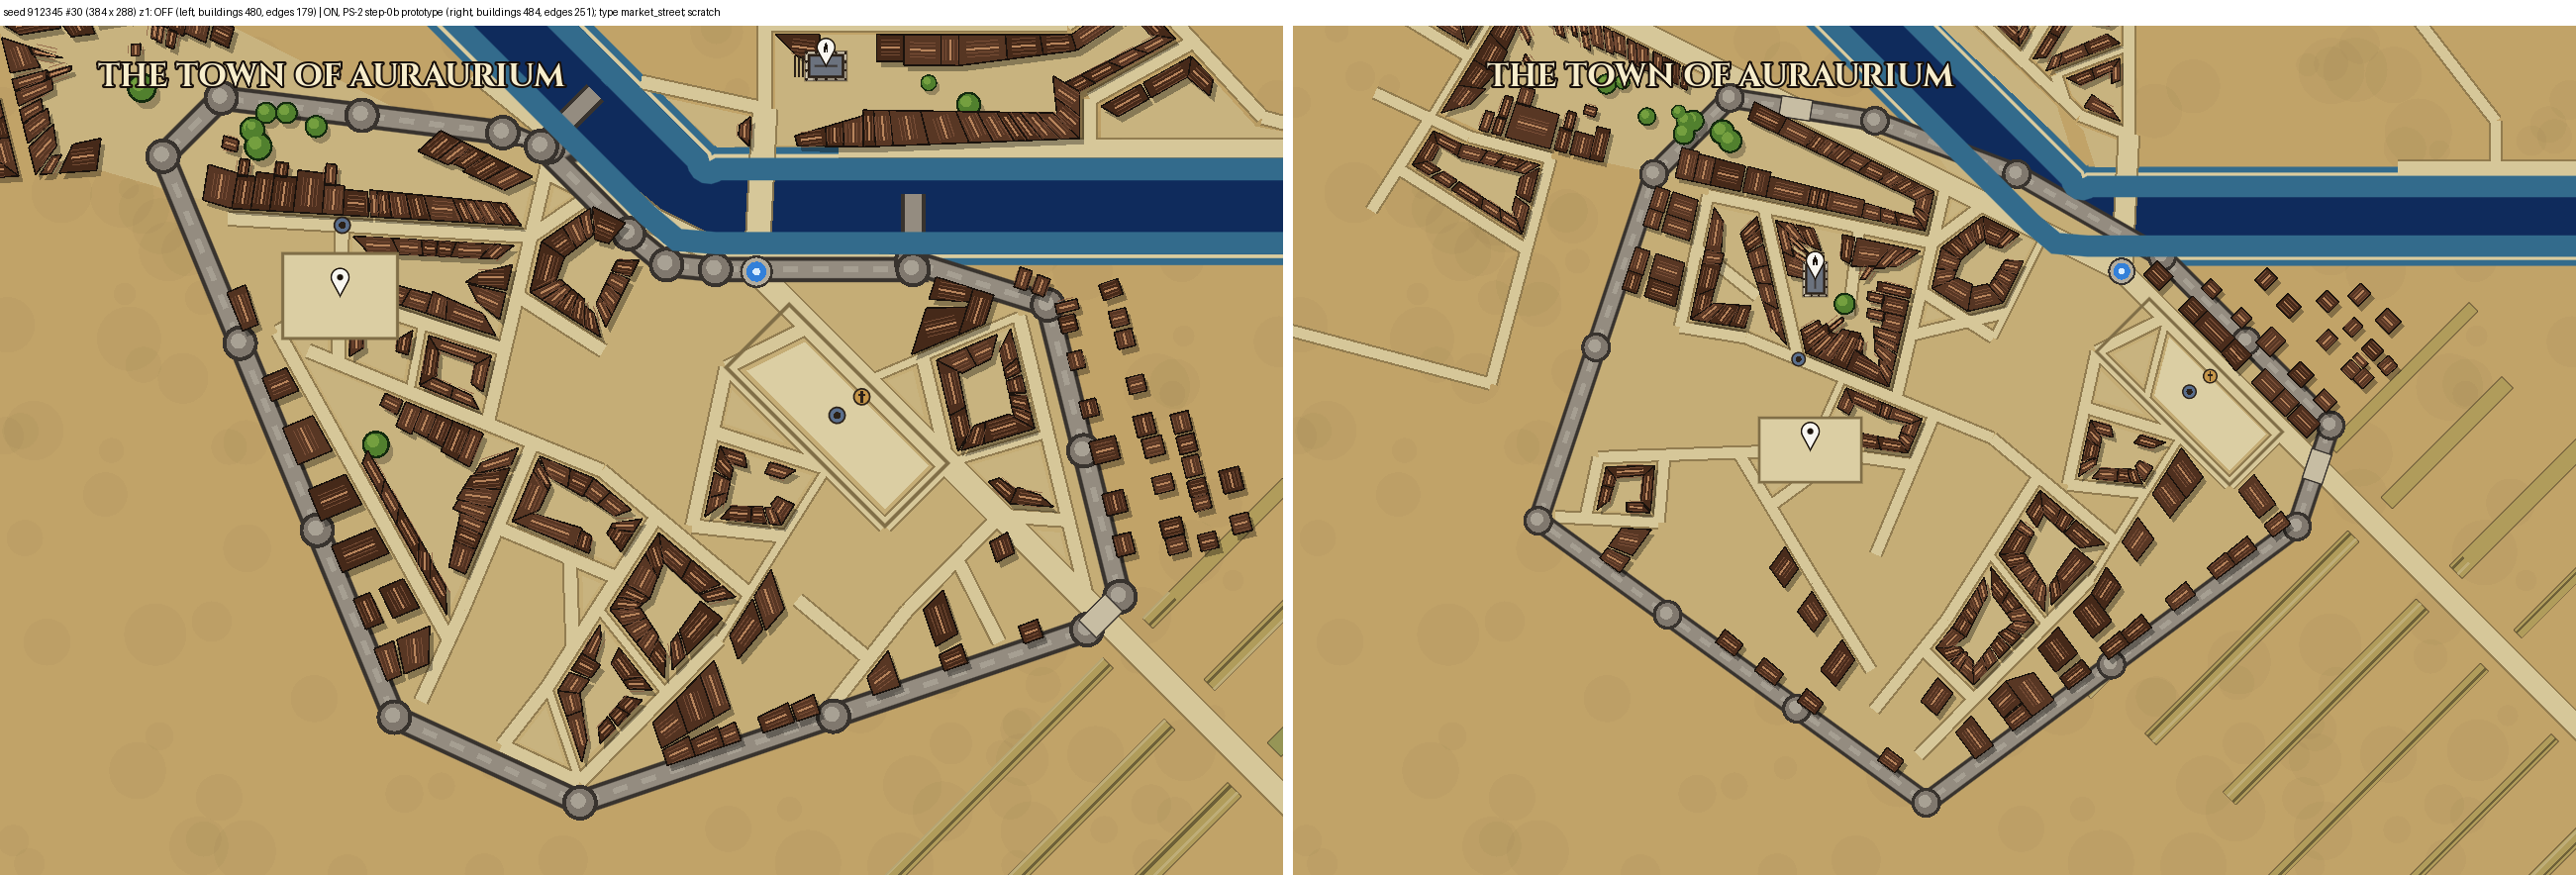 seed 912345 #30 (384 x 288) z1: OFF (left, buildings 480, edges 179) | ON, PS-2 step-0b prototype (right, buildings 484, edges 251); type market_street; scratch
THE TOWN OF AURAURIUM
THE TOWN OF AURAURIUM